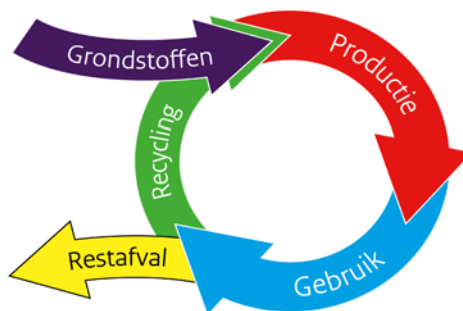 Grondstoffen
Productie
Gebruik
Recycling
Restafval